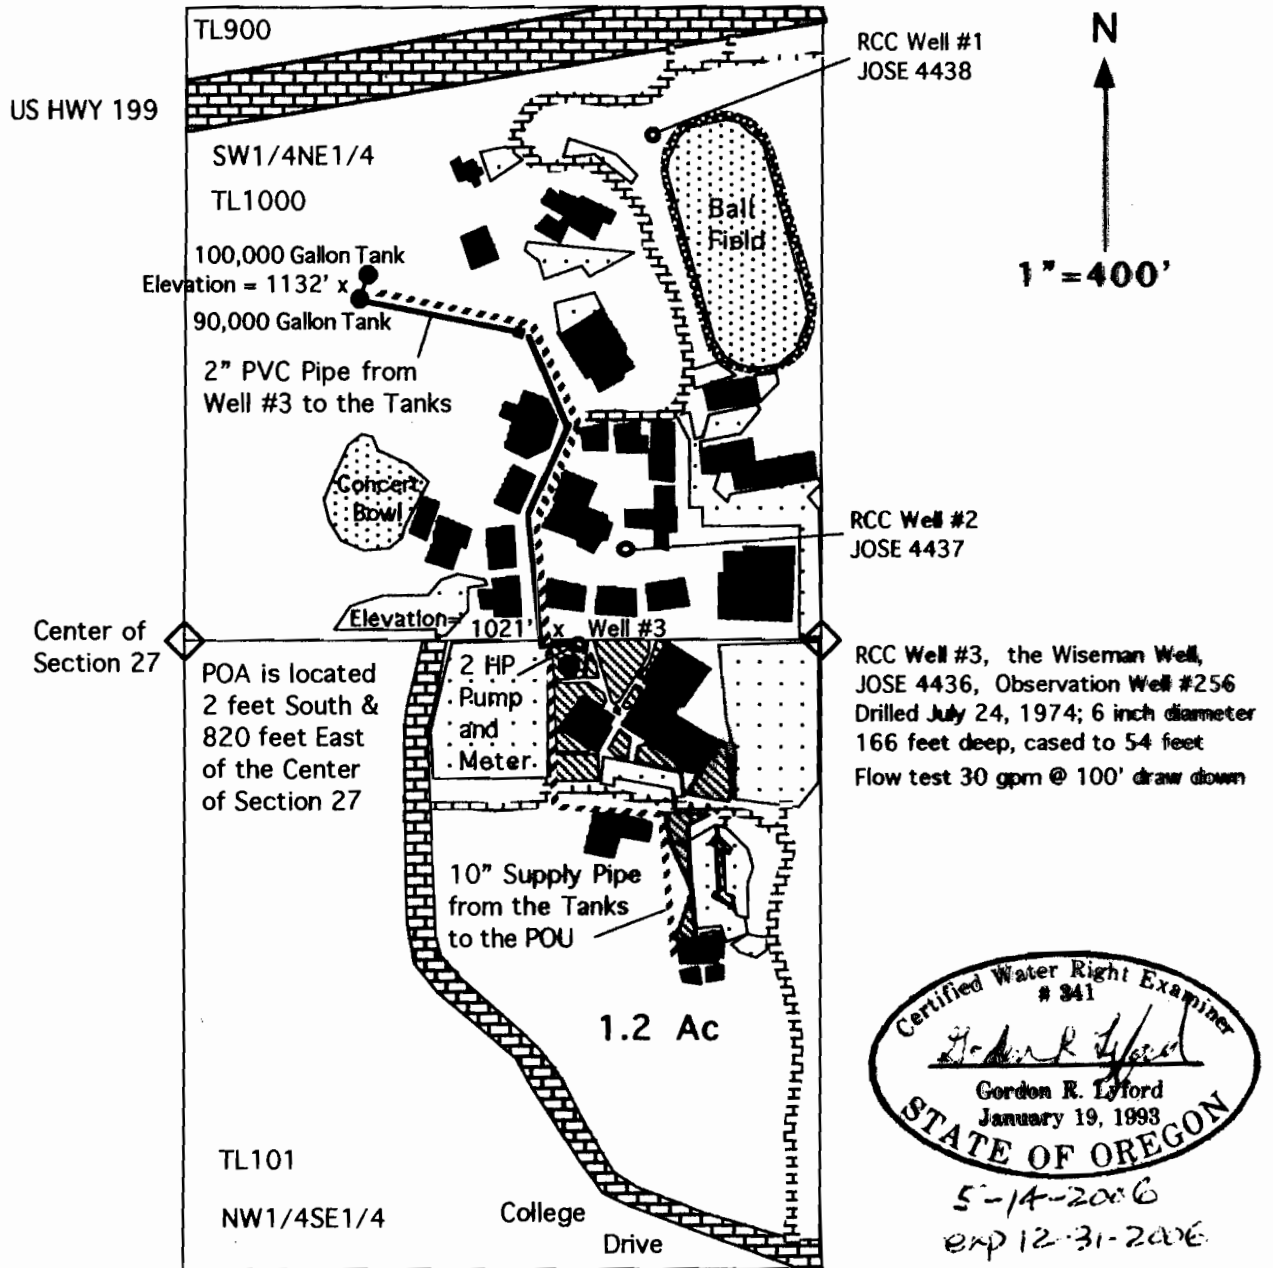 TL900
RCC Well #1
JOSE 4438
N
US HWY 199
SW1/4NE1/4
TL1000
Ball
Field
100,000 Gallon Tank
Elevation = 1132' x
90,000 Gallon Tank
1"=400'
2" PVC Pipe from
Well #3 to the Tanks
Concert
Bowl
RCC Well #2
JOSE 4437
Elevation=
1021' x Well #3
Center of
Section 27
POA is located
2 feet South &
820 feet East
of the Center
of Section 27
2 HP
Pump
and
Meter
RCC Well #3, the Wiseman Well,
JOSE 4436, Observation Well #256
Drilled July 24, 1974; 6 inch diameter
166 feet deep, cased to 54 feet
Flow test 30 gpm @ 100' draw down
10" Supply Pipe
from the Tanks
to the POU
1.2 Ac
Certified Water Right Examiner
# 341
Gordon R. Lyford
January 19, 1993
STATE OF OREGON
5-14-2006
exp 12-31-2006
TL101
NW1/4SE1/4
College
Drive